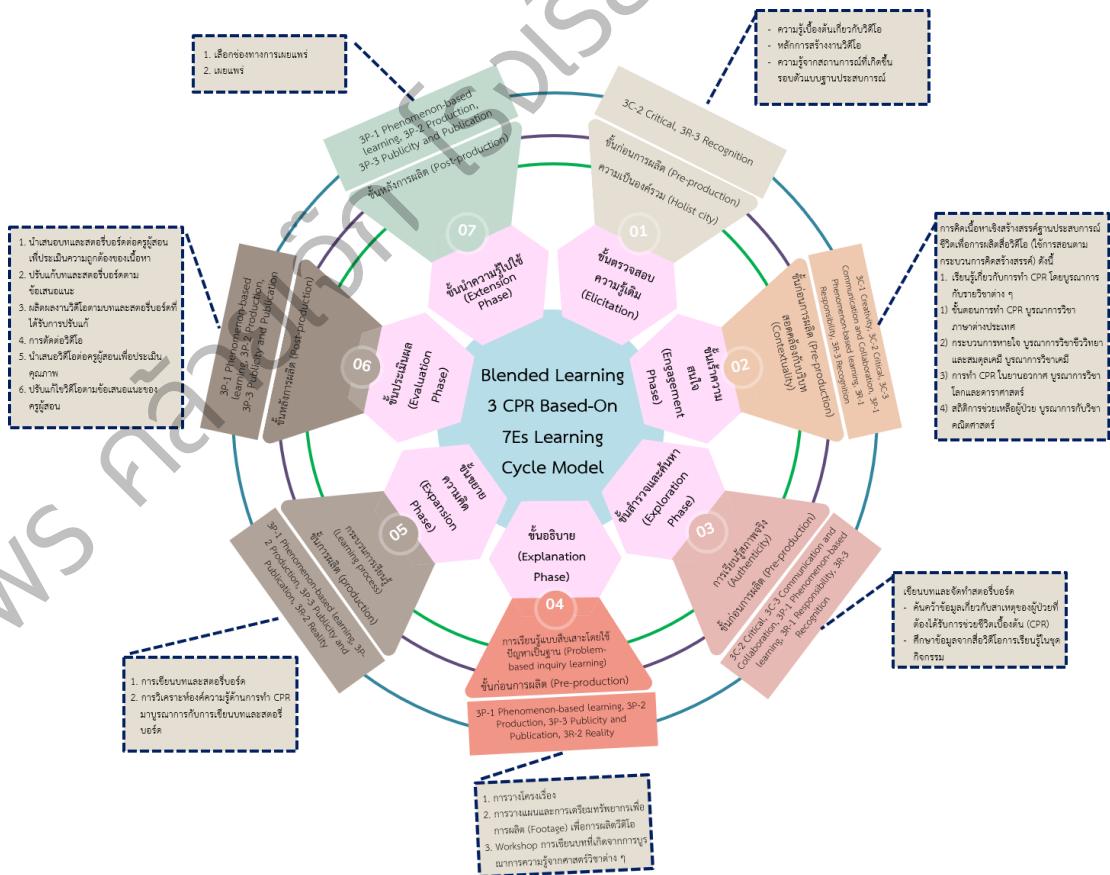 Blended Learning
3 CPR Based-On
7Es Learning
Cycle Model
- ความรู้เบื้องต้นเกี่ยวกับวิดีโอ
- หลักการสร้างงานวิดีโอ
- ความรู้จากสถานการณ์ที่เกิดขึ้น
รอบตัวแบบฐานประสบการณ์
3C-2 Critical, 3R-3 Recognition
ขั้นก่อนการผลิต (Pre-production)
ความเป็นองค์รวม (Holist city)
01
ขั้นตรวจสอบ
ความรู้เดิม
(Elicitation)
การคิดเนื้อหาเชิงสร้างสรรค์ฐานประสบการณ์
ชีวิตเพื่อการผลิตสื่อวิดีโอ (ใช้การสอนตาม
กระบวนการคิดสร้างสรรค์) ดังนี้
1. เรียนรู้เกี่ยวกับการทำ CPR โดยบูรณาการ
กับรายวิชาต่าง ๆ
1) ขั้นตอนการทำ CPR บูรณาการวิชา
ภาษาต่างประเทศ
2) กระบวนการหายใจ บูรณาการวิชาชีววิทยา
และสมดุลเคมี บูรณาการวิชาเคมี
3) การทำ CPR ในยานอวกาศ บูรณาการวิชา
โลกและดาราศาสตร์
4) สถิติการช่วยเหลือผู้ป่วย บูรณาการกับวิชา
คณิตศาสตร์
3C-1 Creativity, 3C-2 Critical, 3C-3
Communication and Collaboration, 3P-1
Phenomenon-based learning, 3R-1
Responsibility, 3R-3 Recognition
ขั้นก่อนการผลิต (Pre-production)
สอดคล้องกับบริบท
(Contextuality)
02
ขั้นเร้าความ
สนใจ
(Engagement
Phase)
เขียนบทและจัดทำสตอรี่บอร์ด
- ค้นคว้าข้อมูลเกี่ยวกับสาเหตุของผู้ป่วยที่
ต้องได้รับการช่วยชีวิตเบื้องต้น (CPR)
- ศึกษาข้อมูลจากสื่อวิดีโอการเรียนรู้ในชุด
กิจกรรม
ขั้นสำรวจและค้นหา
(Exploration
Phase)
03
การเรียนรู้สภาพจริง
(Authenticity)
ขั้นก่อนการผลิต (Pre-production)
3C-2 Critical, 3C-3 Communication and
Collaboration, 3P-1 Phenomenon-based
learning, 3R-1 Responsibility, 3R-3
Recognition
ขั้นอธิบาย
(Explanation
Phase)
04
การเรียนรู้แบบสืบเสาะโดยใช้
ปัญหาเป็นฐาน (Problem-
based inquiry learning)
ขั้นก่อนการผลิต (Pre-production)
3P-1 Phenomenon-based learning, 3P-2
Production, 3P-3 Publicity and
Publication, 3R-2 Reality
1. การวางโครงเรื่อง
2. การวางแผนและการเตรียมทรัพยากรเพื่อ
การผลิต (Footage) เพื่อการผลิตวีดิโอ
3. Workshop การเขียนบทที่เกิดจากการบูร
ณาการความรู้จากศาสตร์วิชาต่าง ๆ
ขั้นขยาย
ความคิด
(Expansion
Phase)
05
กระบวนการเรียนรู้
(Learning process)
ขั้นการผลิต (production)
3P-1 Phenomenon-based learning, 3P-
2 Production, 3P-3 Publicity and
Publication, 3R-2 Reality
1. การเขียนบทและสตอรี่บอร์ด
2. การวิเคราะห์องค์ความรู้ด้านการทำ CPR
มาบูรณาการกับการเขียนบทและสตอรี่
บอร์ด
ขั้นประเมินผล
(Evaluation
Phase)
06
ขั้นหลังการผลิต (Post-production)
3P-1 Phenomenon-based
learning, 3P-2 Production,
3P-3 Publicity and Publication
1. นำเสนอบทและสตอรี่บอร์ดต่อครูผู้สอน
เพื่อประเมินความถูกต้องของเนื้อหา
2. ปรับแก้บทและสตอรี่บอร์ดตาม
ข้อเสนอแนะ
3. ผลิตผลงานวิดีโอตามบทและสตอรี่บอร์ดที่
ได้รับการปรับแก้
4. การตัดต่อวิดีโอ
5. นำเสนอวิดีโอต่อครูผู้สอนเพื่อประเมิน
คุณภาพ
6. ปรับแก้ไขวิดีโอตามข้อเสนอแนะของ
ครูผู้สอน
ขั้นนำความรู้ไปใช้
(Extension
Phase)
07
ขั้นหลังการผลิต (Post-production)
3P-1 Phenomenon-based
learning, 3P-2 Production,
3P-3 Publicity and Publication
1. เลือกช่องทางการเผยแพร่
2. เผยแพร่